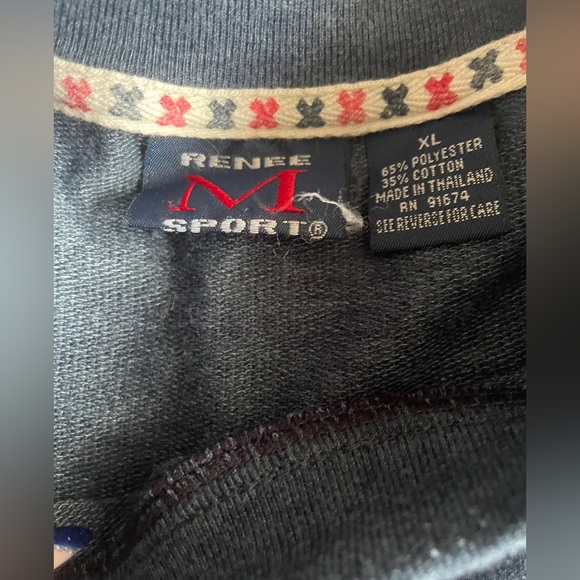 RENEE
M
SPORT®
XL
65% POLYESTER
35% COTTON
MADE IN THAILAND
RN 91674
SEE REVERSE FOR CARE